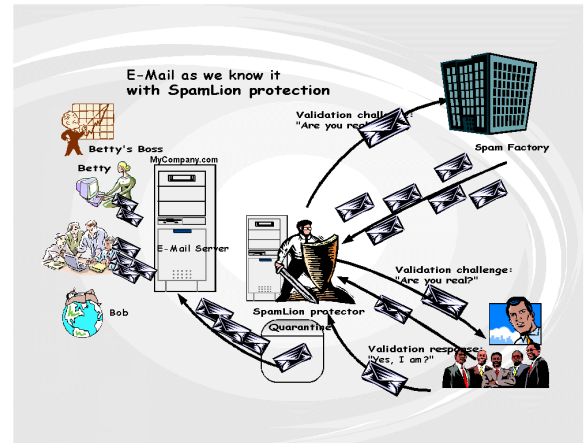 E-Mail as we know it
with SpamLion protection
Validation challenge:
"Are you real?"
Spam Factory
Betty's Boss
MyCompany.com
Betty
E-Mail Server
Validation challenge:
"Are you real?"
SpamLion protector
Bob
Quarantine
Validation response:
"Yes, I am?"